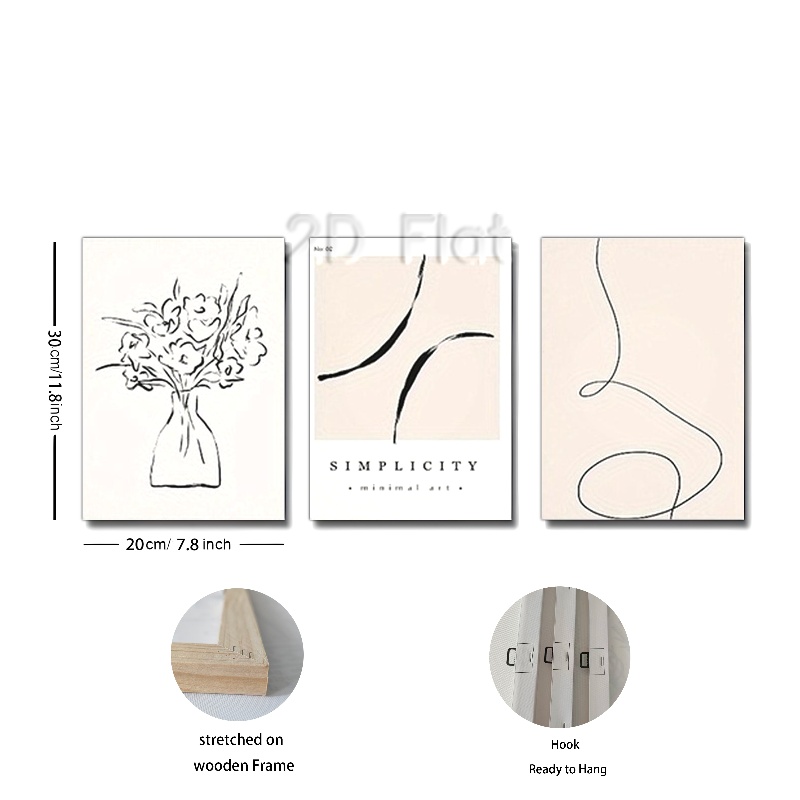 2D Flat
No: 02
SIMPLICITY
• minimal art •
30cm/11.8inch
20cm/ 7.8 inch
stretched on
wooden Frame
Hook
Ready to Hang